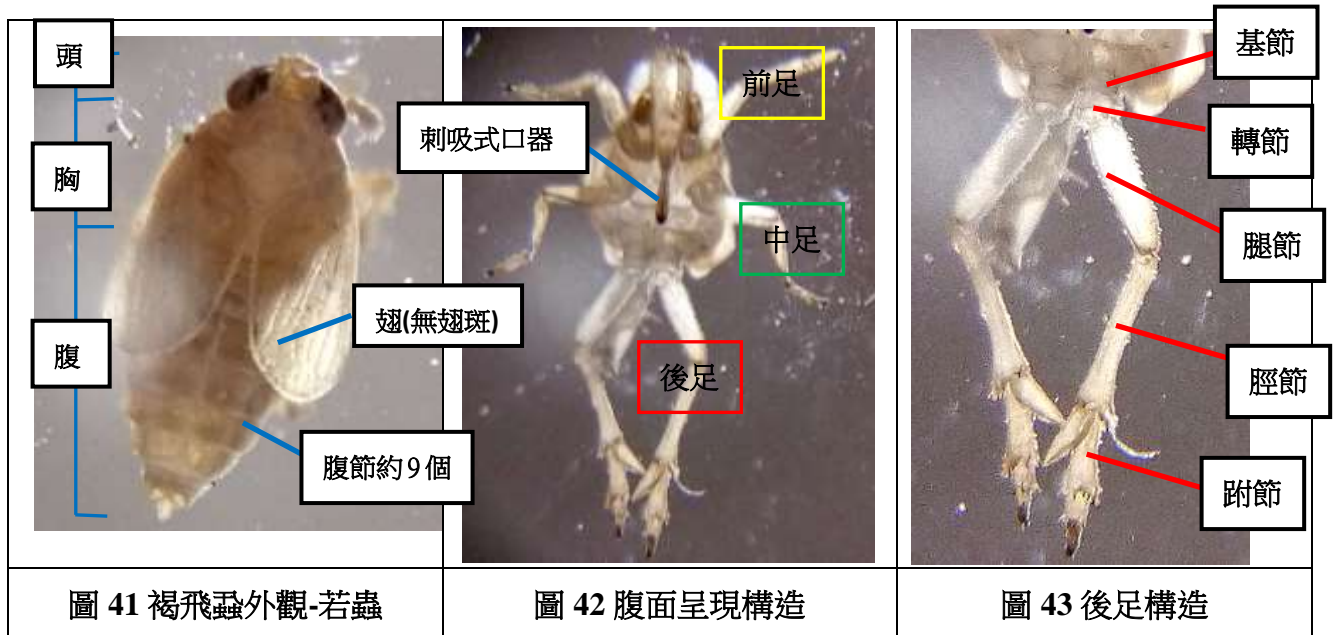 頭
胸
腹
翅(無翅斑)
腹節約9個
圖 41 褐飛蝨外觀-若蟲
刺吸式口器
前足
中足
後足
圖 42 腹面呈現構造
基節
轉節
腿節
脛節
跗節
圖 43 後足構造